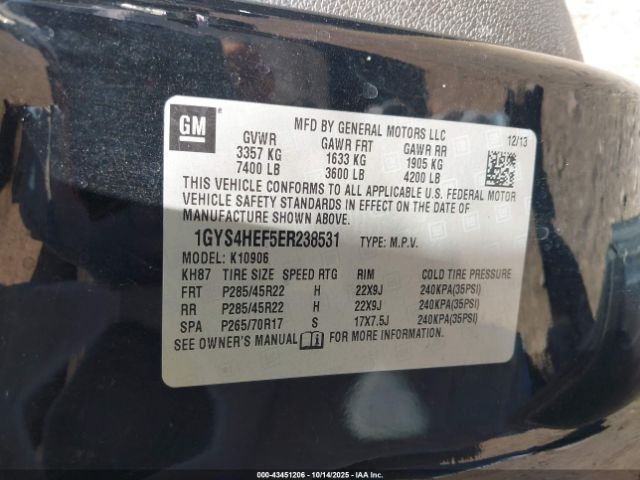 GM
MFD BY GENERAL MOTORS LLC
GVWR GAWR FRT GAWR RR 12/13
3357 KG 1633 KG 1905 KG
7400 LB 3600 LB 4200 LB
THIS VEHICLE CONFORMS TO ALL APPLICABLE U.S. FEDERAL MOTOR
VEHICLE SAFETY STANDARDS IN EFFECT ON THE DATE OF
MANUFACTURE SHOWN ABOVE.
1GYS4HEF5ER238531 TYPE: M.P.V.
MODEL: K10906
KH87 TIRE SIZE SPEED RTG RIM COLD TIRE PRESSURE
FRT P285/45R22 H 22X9J 240KPA(35PSI)
RR P285/45R22 H 22X9J 240KPA(35PSI)
SPA P265/70R17 S 17X7.5J 240KPA(35PSI)
SEE OWNER'S MANUAL FOR MORE INFORMATION.
000-43451206 - 10/14/2025 - IAAI, Inc.